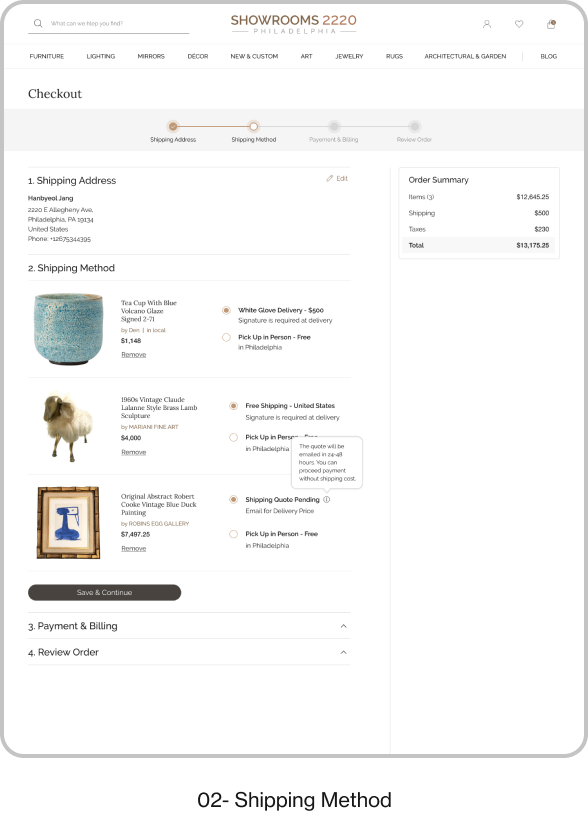 What can we hlep you find?
SHOWROOMS 2220
PHILADELPHIA
FURNITURE LIGHTING MIRRORS DÉCOR NEW & CUSTOM ART JEWELRY RUGS ARCHITECTURAL & GARDEN BLOG
Checkout
Shipping Address Shipping Method Payement & Billing Review Order
1. Shipping Address
Edit
Hanbyeol Jang
2220 E Allegheny Ave,
Philadelphia, PA 19134
United States
Phone: +12675344395
2. Shipping Method
Tea Cup With Blue
Volcano Glaze
Signed 2-71
by Den | in local
$1,148
Remove
White Glove Delivery - $500
Signature is required at delivery
Pick Up in Person - Free
in Philadelphia
1960s Vintage Claude
Lalanne Style Brass Lamb
Sculpture
by MARIANI FINE ART
$4,000
Remove
Free Shipping - United States
Signature is required at delivery
Pick Up in Person - Free
in Philadelphia
The quote will be
emailed in 24-48
hours. You can
proceed payment
without shipping cost.
Original Abstract Robert
Cooke Vintage Blue Duck
Painting
by ROBINS EGG GALLERY
$7,497.25
Remove
Shipping Quote Pending
Email for Delivery Price
Pick Up in Person - Free
in Philadelphia
Save & Continue
3. Payment & Billing
4. Review Order
Order Summary
Items (3) $12,645.25
Shipping $500
Taxes $230
Total $13,175.25
02- Shipping Method